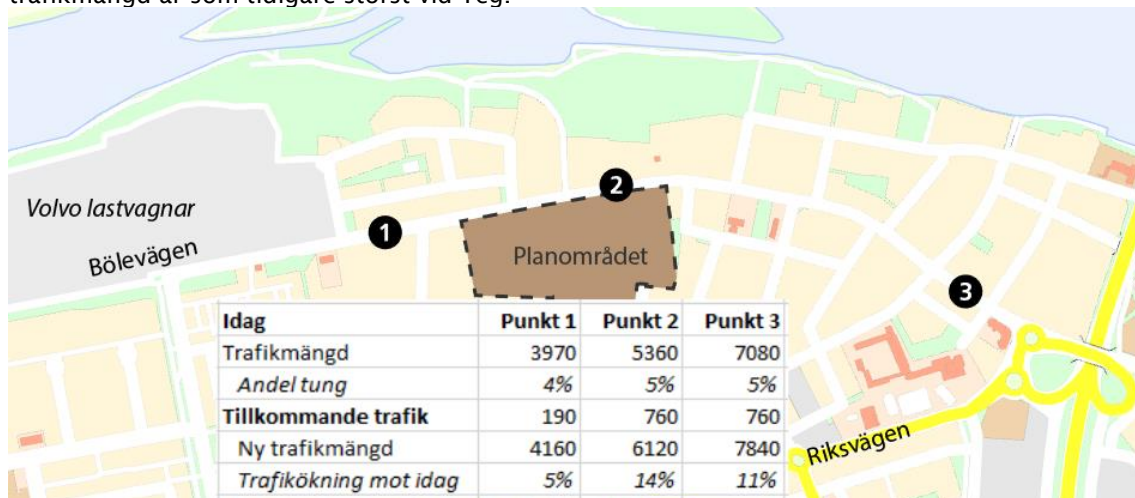 trafikmängd är som tidigare störst vid Teg.
2
Volvo lastvagnar
1
Bölevägen
Planområdet
3
Idag Punkt 1 Punkt 2 Punkt 3
Trafikmängd 3970 5360 7080
Andel tung 4% 5% 5%
Tillkommande trafik 190 760 760
Ny trafikmängd 4160 6120 7840
Trafikökning mot idag 5% 14% 11%
Riksvägen